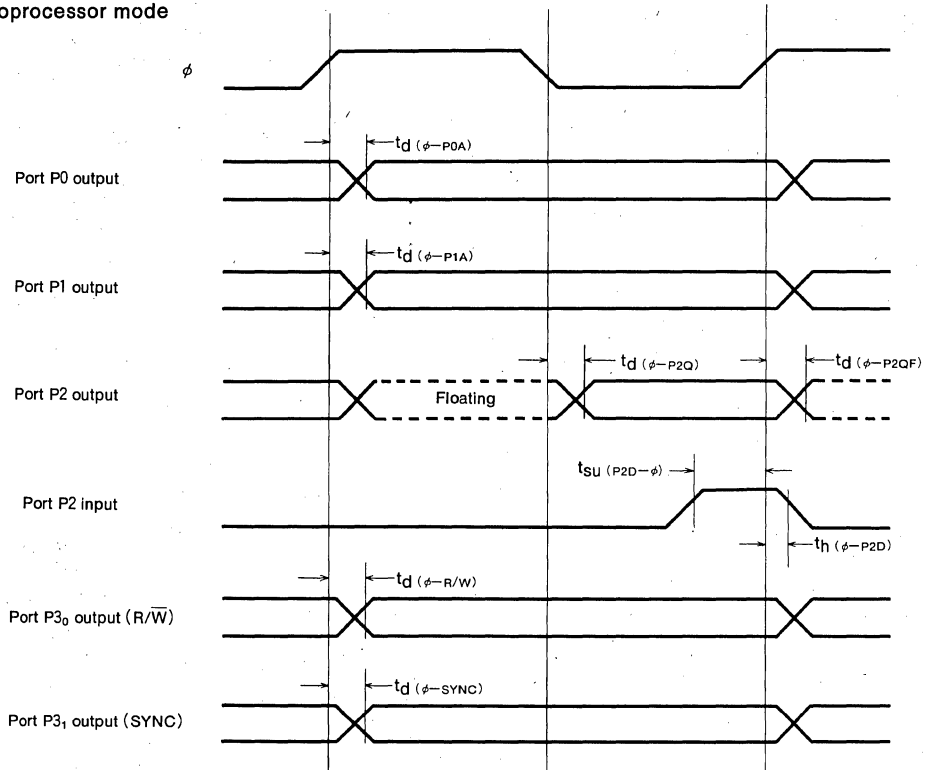 oprocessor mode
ϕ
td (ϕ–P0A)
Port P0 output
td (ϕ–P1A)
Port P1 output
td (ϕ–P2Q)
td (ϕ–P2QF)
Port P2 output
Floating
tsu (P2D–ϕ)
Port P2 input
th (ϕ–P2D)
td (ϕ–R/W)
Port P3₀ output (R/W̅)
td (ϕ–SYNC)
Port P3₁ output (SYNC)